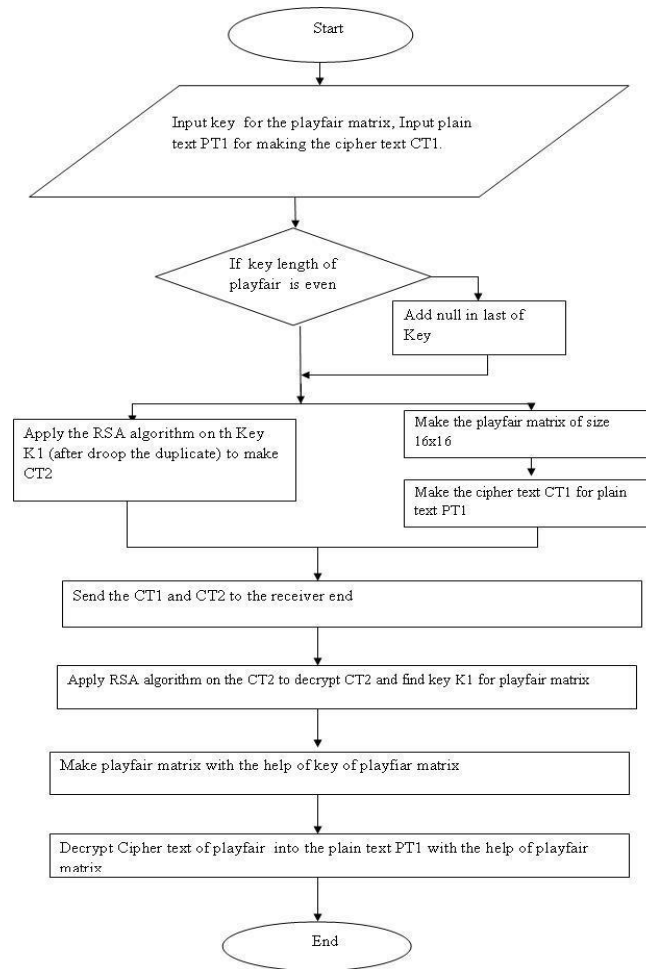 Start
Input key for the playfair matrix, Input plain
text PT1 for making the cipher text CT1.
If key length of
playfair is even
Add null in last of
Key
Apply the RSA algorithm on th Key
K1 (after droop the duplicate) to make
CT2
Make the playfair matrix of size
16x16
Make the cipher text CT1 for plain
text PT1
Send the CT1 and CT2 to the receiver end
Apply RSA algorithm on the CT2 to decrypt CT2 and find key K1 for playfair matrix
Make playfair matrix with the help of key of playfiar matrix
Decrypt Cipher text of playfair into the plain text PT1 with the help of playfair
matrix
End